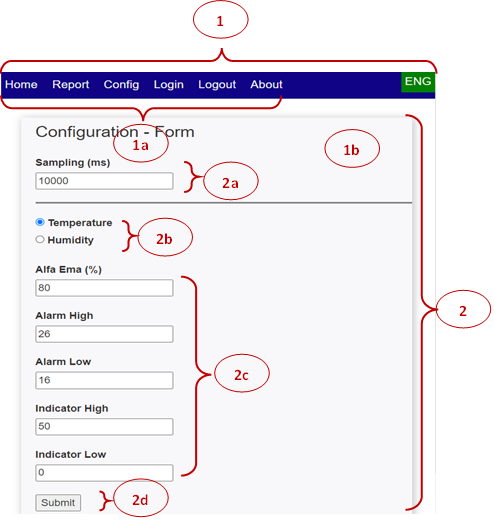 1
Home Report Config Login Logout About ENG
Configuration - Form
1a
1b
Sampling (ms)
10000
2a
Temperature
Humidity
2b
Alfa Ema (%)
80
Alarm High
26
2
Alarm Low
16
2c
Indicator High
50
Indicator Low
0
Submit
2d